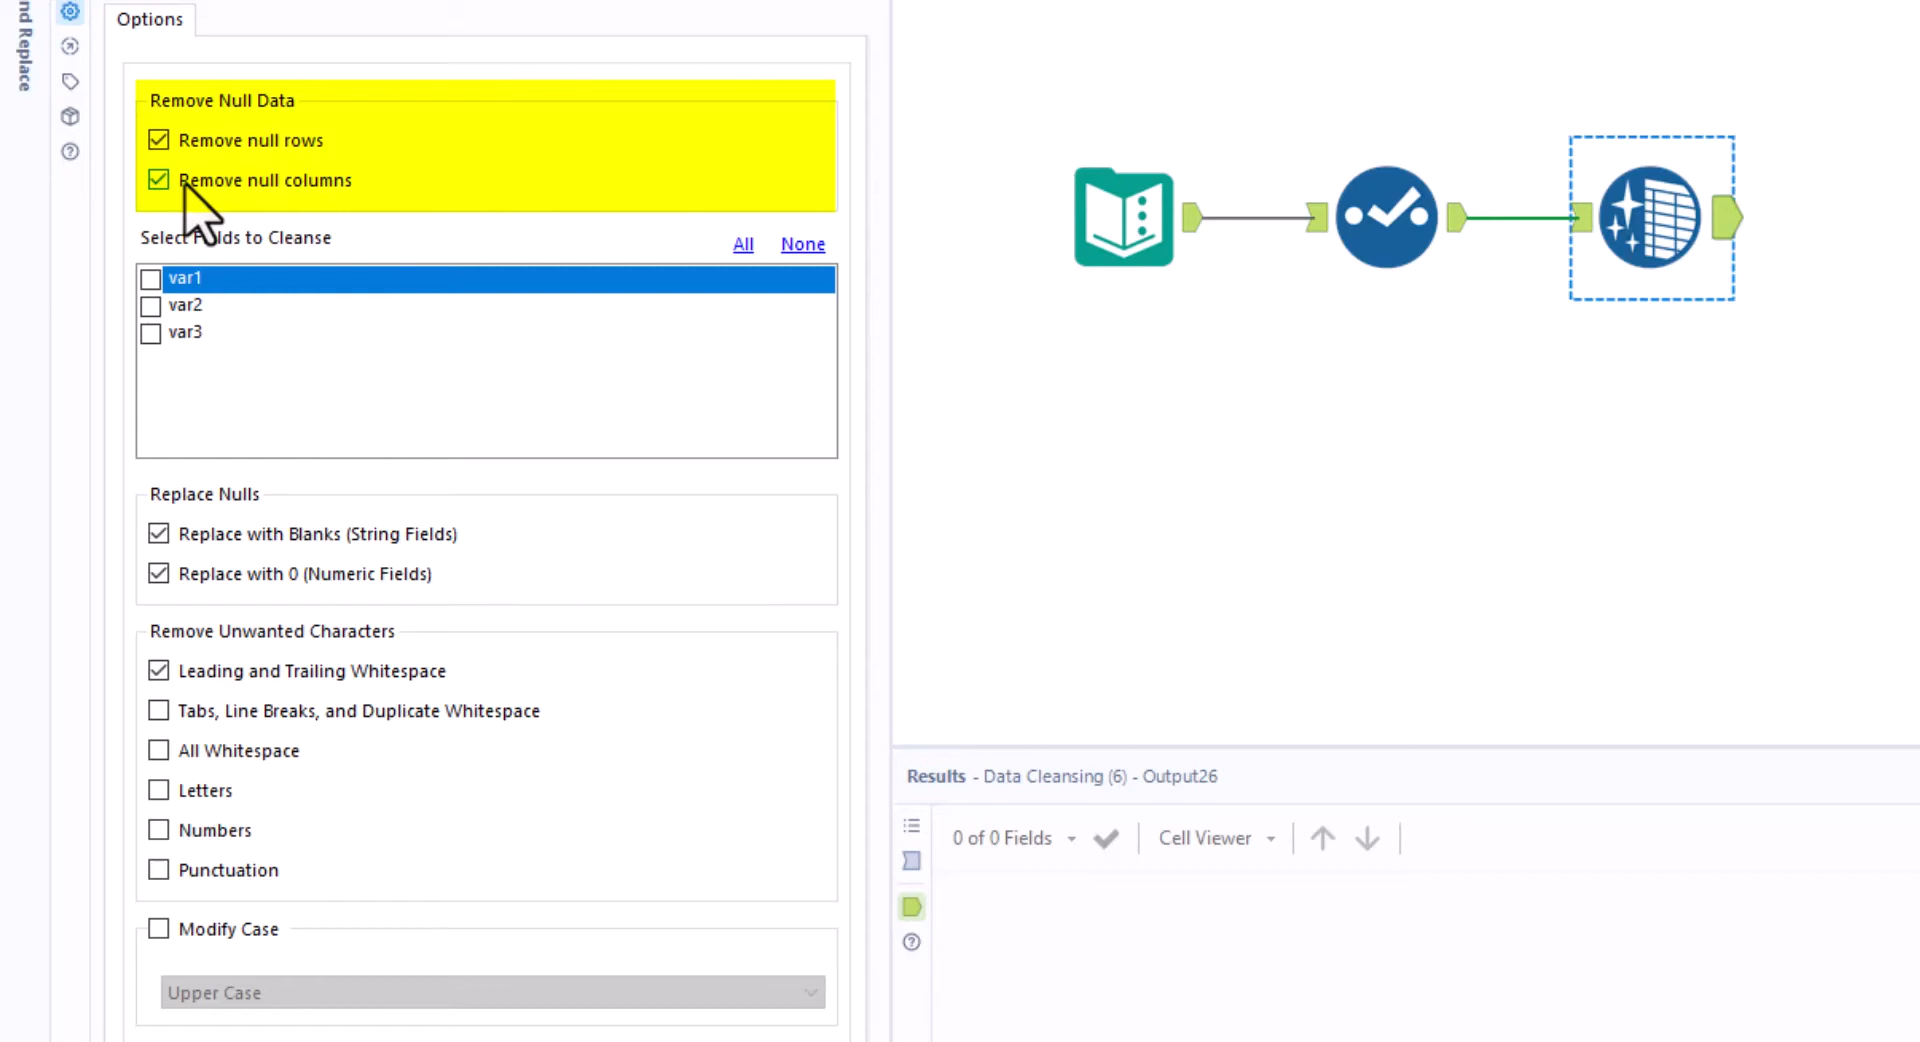 nd Replace
Options
Remove Null Data
Remove null rows
Remove null columns
Select Fields to Cleanse
All None
var1
var2
var3
Replace Nulls
Replace with Blanks (String Fields)
Replace with 0 (Numeric Fields)
Remove Unwanted Characters
Leading and Trailing Whitespace
Tabs, Line Breaks, and Duplicate Whitespace
All Whitespace
Letters
Numbers
Punctuation
Modify Case
Upper Case
Results - Data Cleansing (6) - Output26
0 of 0 Fields Cell Viewer